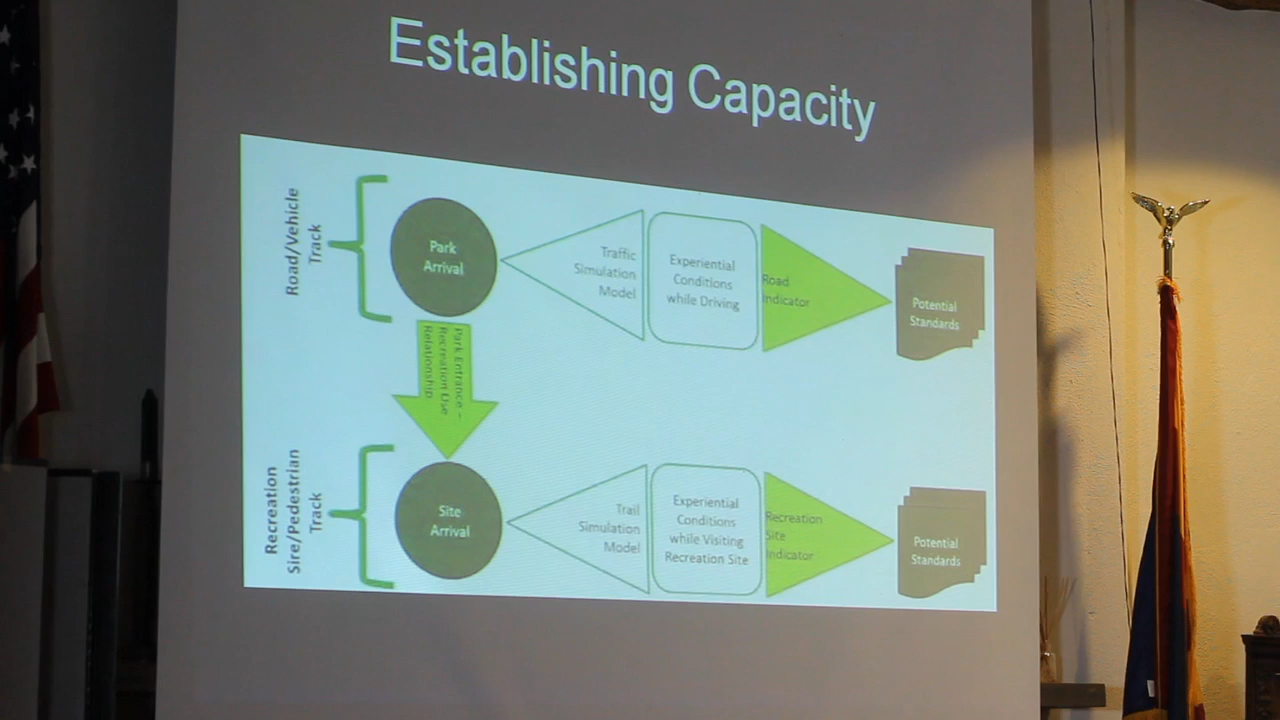 Establishing Capacity
Road/Vehicle
Track
Park
Arrival
Traffic
Simulation
Model
Experiential
Conditions
while Driving
Road
Indicator
Potential
Standards
Park Entrance –
Recreation Use
Relationship
Recreation
Sire/Pedestrian
Track
Site
Arrival
Trail
Simulation
Model
Experiential
Conditions
while Visiting
Recreation Site
Recreation
Site
Indicator
Potential
Standards